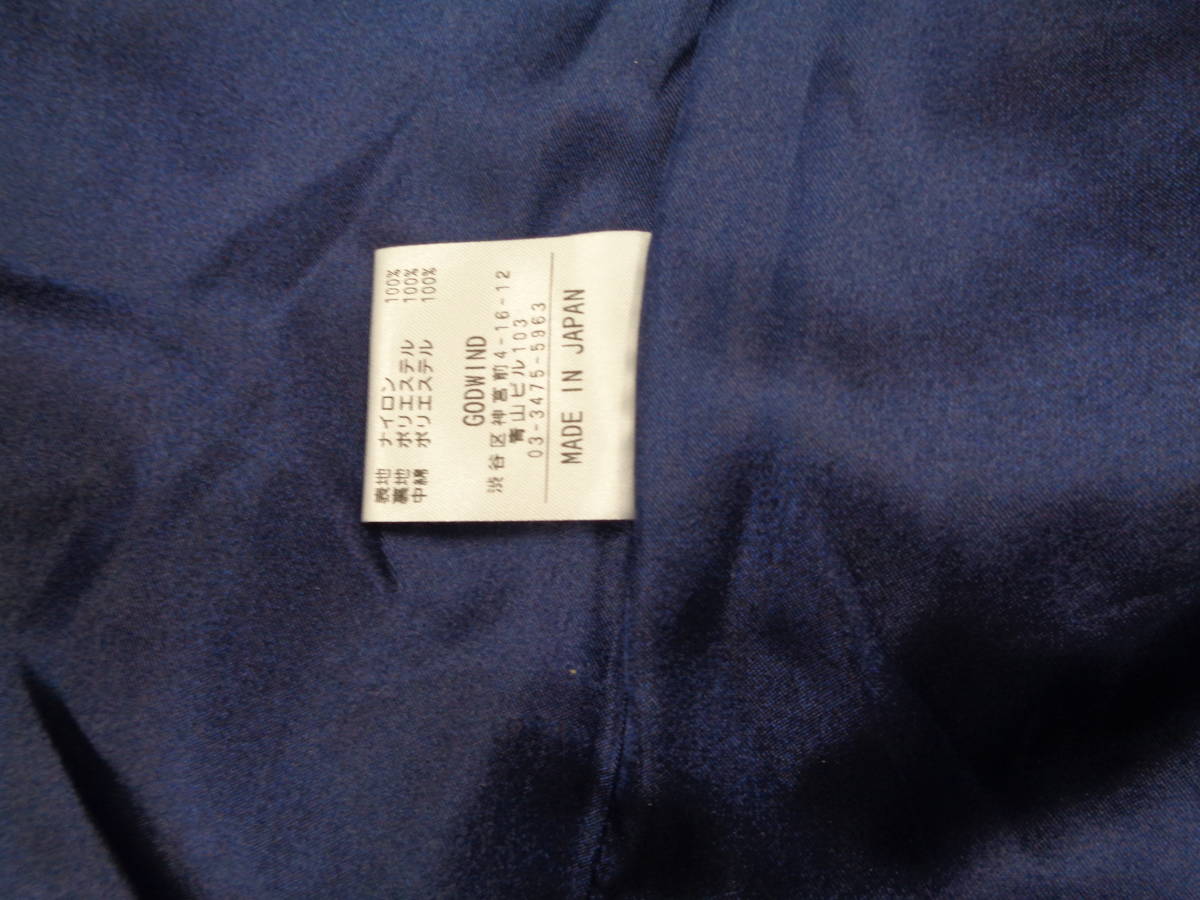 表地 ナイロン 100%
裏地 ポリエステル 100%
中綿 ポリエステル 100%
GODWIND
渋谷区神宮前4-16-12
青山ビル103
03-3475-5963
MADE IN JAPAN